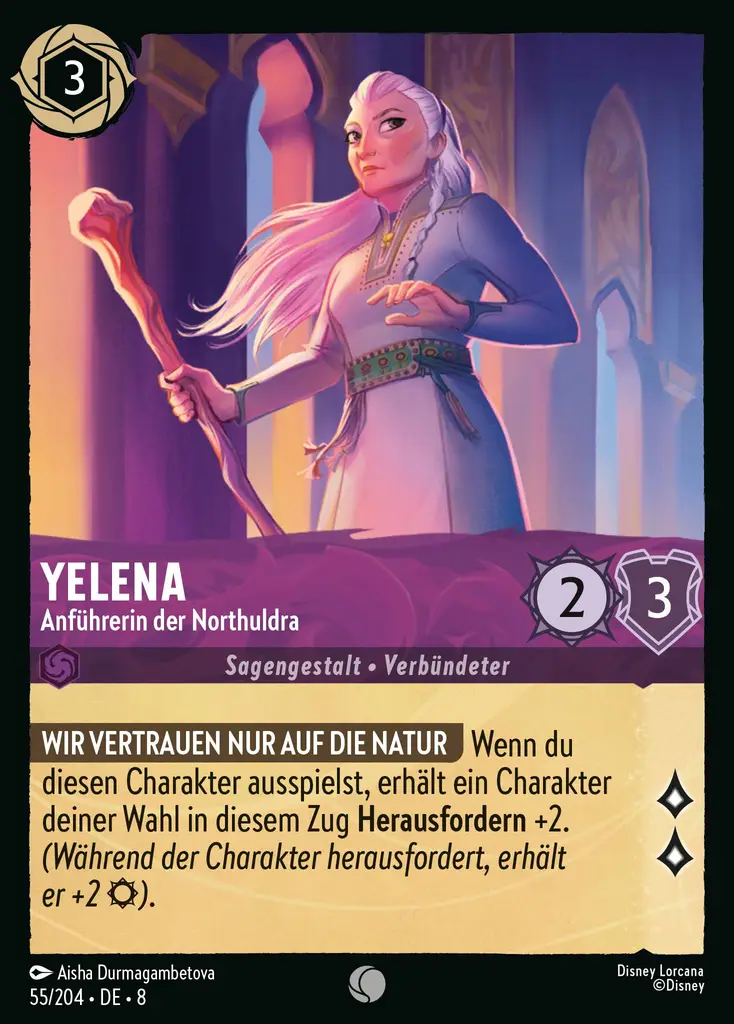 3
YELENA
Anführerin der Northuldra
2
3
Sagengestalt • Verbündeter
WIR VERTRAUEN NUR AUF DIE NATUR Wenn du
diesen Charakter ausspielst, erhält ein Charakter
deiner Wahl in diesem Zug Herausfordern +2.
(Während der Charakter herausfordert, erhält
er +2 ).
Aisha Durmagambetova
55/204 • DE • 8
Disney Lorcana
©Disney